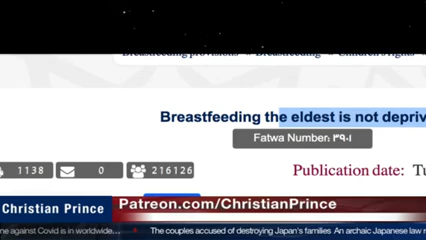 Breastfeeding provisions » Breastfeeding » Children's rights »
Breastfeeding the eldest is not depriv
Fatwa Number: ٣٩٠١
1138 0 216126
Publication date: Tu
Christian Prince Patreon.com/ChristianPrince
ne against Covid is in worldwide... The couples accused of destroying Japan's families An archaic Japanese law r